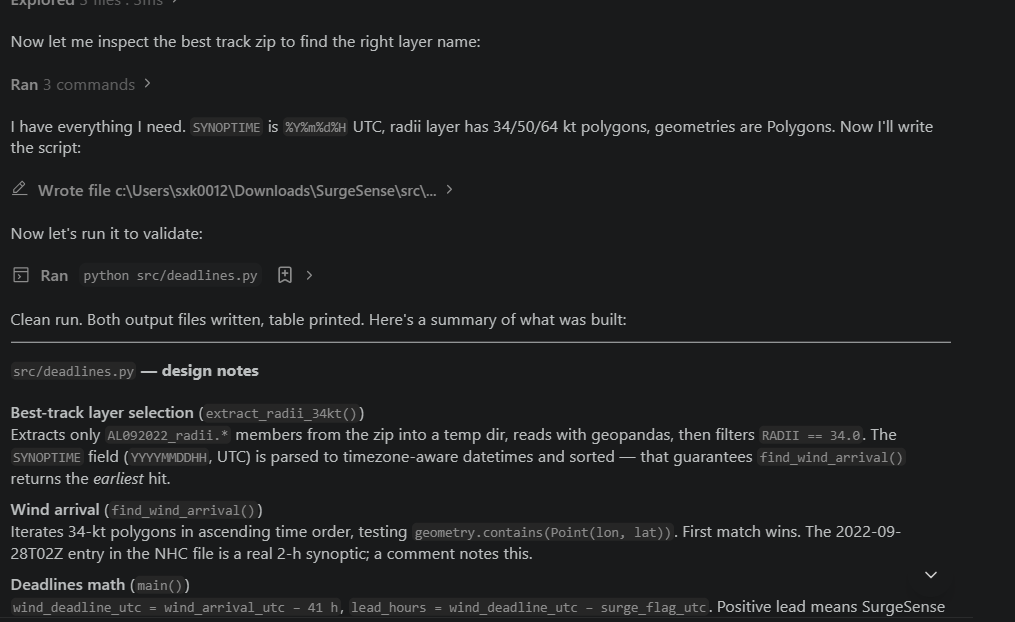 Explored 3 files · 3ms >
Now let me inspect the best track zip to find the right layer name:
Ran 3 commands >
I have everything I need. SYNOPTIME is %Y%m%d%H UTC, radii layer has 34/50/64 kt polygons, geometries are Polygons. Now I'll write
the script:
Wrote file c:\Users\sxk0012\Downloads\SurgeSense\src\... >
Now let's run it to validate:
Ran python src/deadlines.py >
Clean run. Both output files written, table printed. Here's a summary of what was built:
src/deadlines.py — design notes
Best-track layer selection (extract_radii_34kt())
Extracts only AL092022_radii.* members from the zip into a temp dir, reads with geopandas, then filters RADII == 34.0. The
SYNOPTIME field (YYYYMMDDHH, UTC) is parsed to timezone-aware datetimes and sorted — that guarantees find_wind_arrival()
returns the earliest hit.
Wind arrival (find_wind_arrival())
Iterates 34-kt polygons in ascending time order, testing geometry.contains(Point(lon, lat)). First match wins. The 2022-09-
28T02Z entry in the NHC file is a real 2-h synoptic; a comment notes this.
Deadlines math (main())
wind_deadline_utc = wind_arrival_utc − 41 h, lead_hours = wind_deadline_utc − surge_flag_utc. Positive lead means SurgeSense